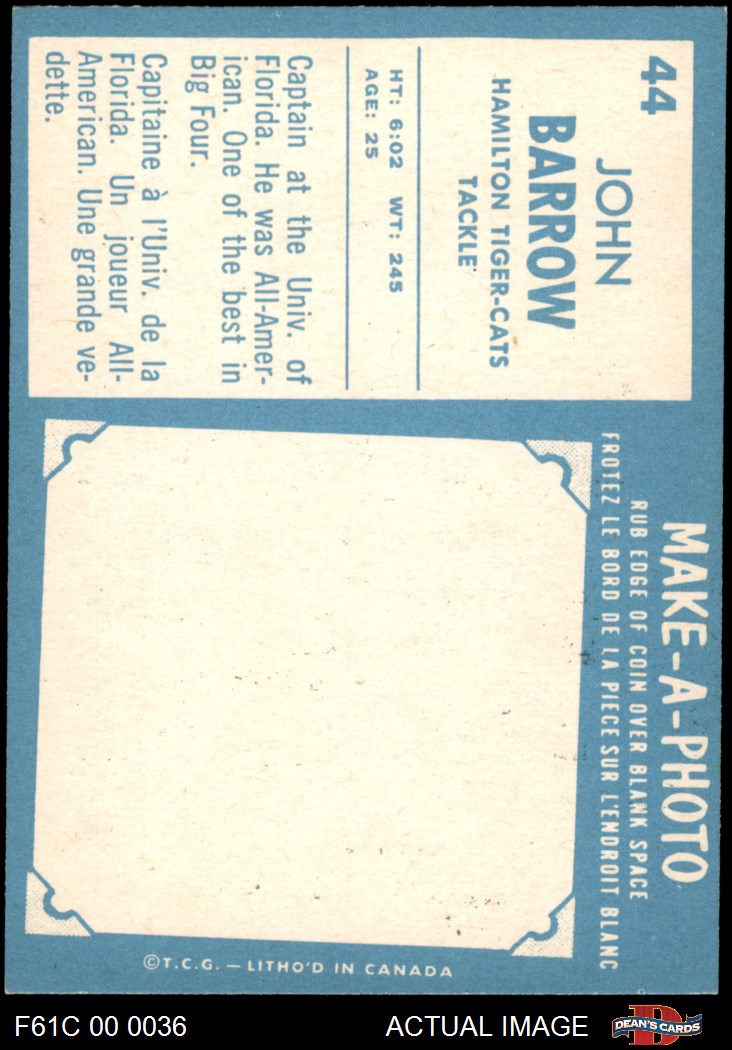 44
JOHN
BARROW
HAMILTON TIGER-CATS
TACKLE
HT: 6:02 WT: 245
AGE: 25
Captain at the Univ. of
Florida. He was All-Amer-
ican. One of the best in
Big Four.
Capitaine à l'Univ. de la
Florida. Un joueur All-
American. Une grande ve-
dette.
MAKE-A-PHOTO
RUB EDGE OF COIN OVER BLANK SPACE
FROTEZ LE BORD DE LA PIECE SUR L'ENDROIT BLANC
©T.C.G. — LITHO'D IN CANADA
F61C 00 0036
ACTUAL IMAGE
D
DEAN'S CARDS